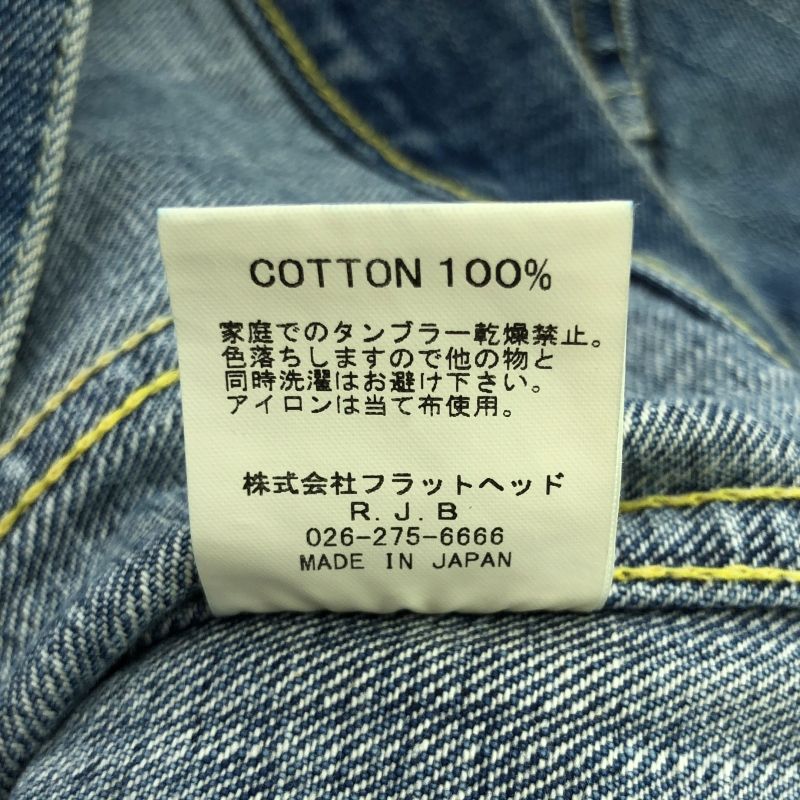 COTTON 100%
家庭でのタンブラー乾燥禁止。
色落ちしますので他の物と
同時洗濯はお避け下さい。
アイロンは当て布使用。
株式会社フラットヘッド
R.J.B
026-275-6666
MADE IN JAPAN